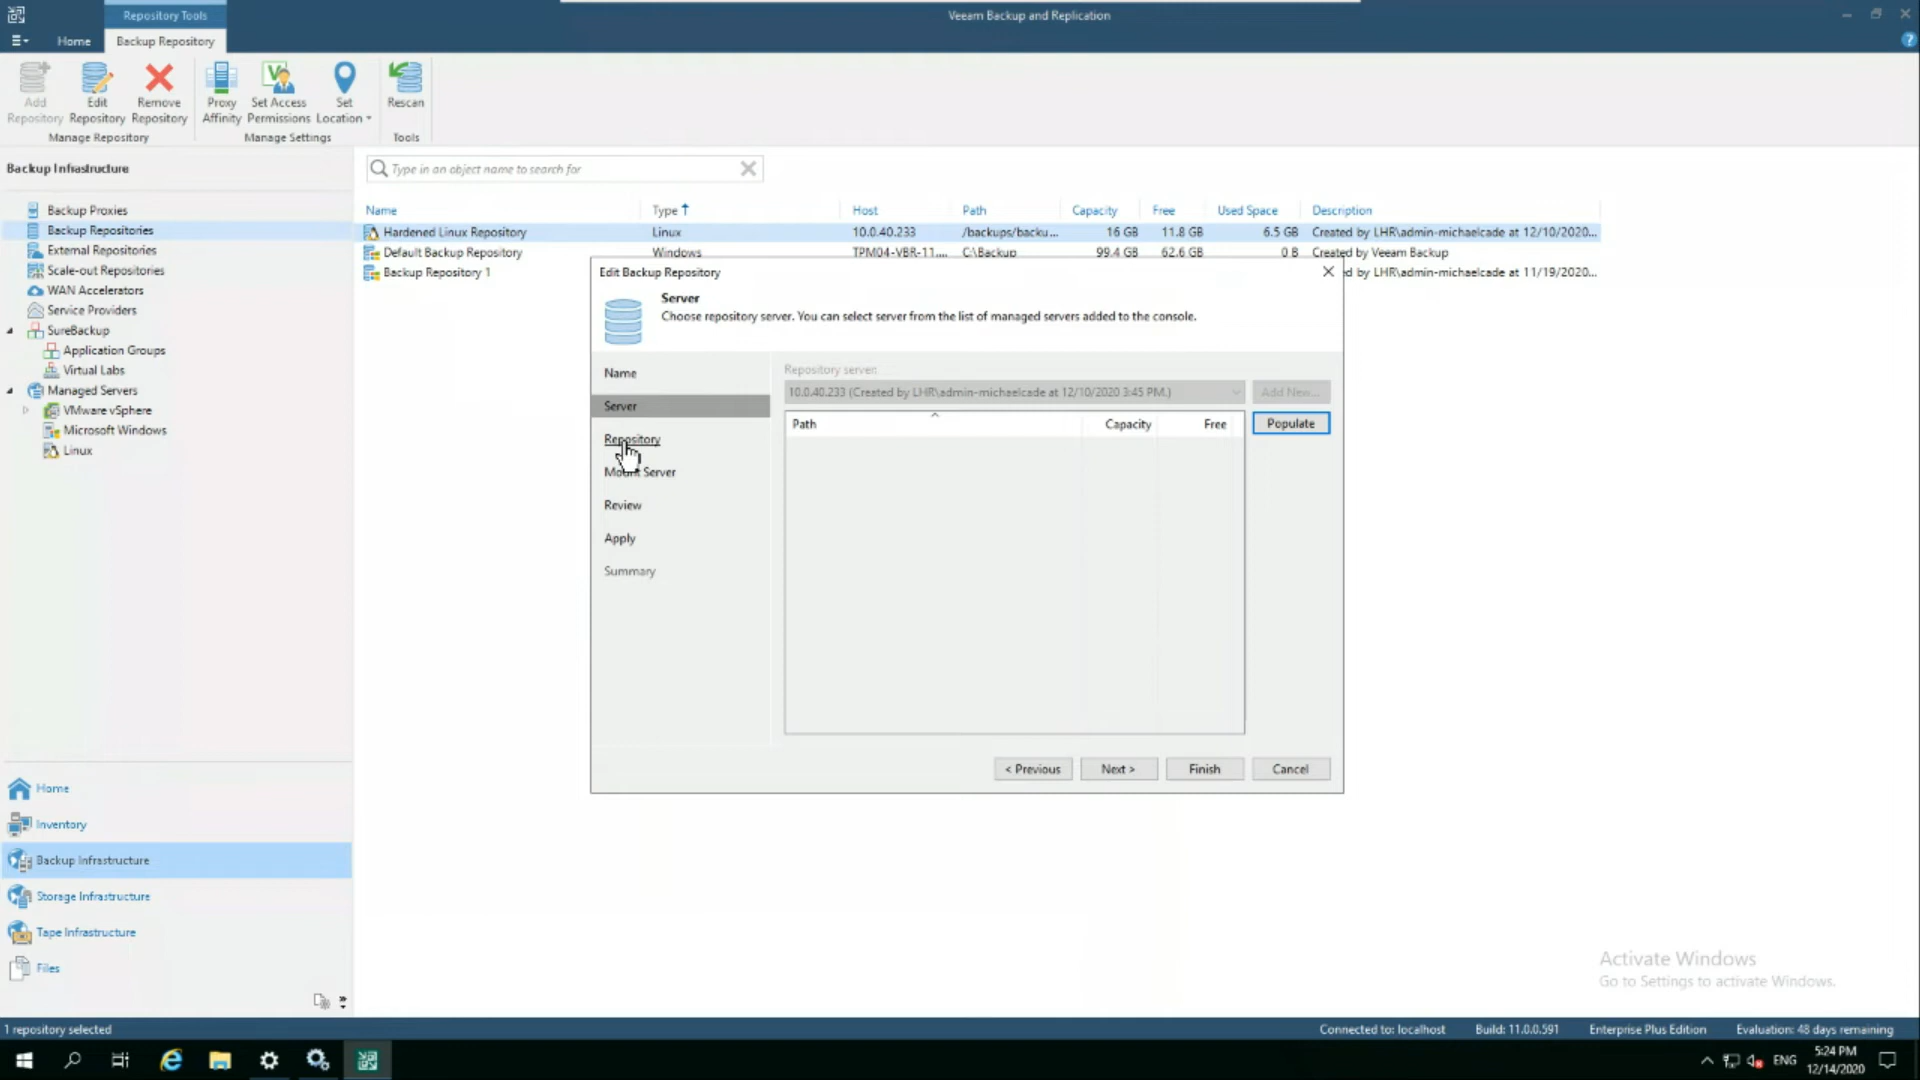 Repository Tools
Veeam Backup and Replication
Home
Backup Repository
Add Repository
Edit Repository
Remove Repository
Manage Repository
Proxy Affinity
Set Access Permissions
Set Location
Manage Settings
Rescan
Tools
Backup Infrastructure
Type in an object name to search for
Backup Proxies
Backup Repositories
External Repositories
Scale-out Repositories
WAN Accelerators
Service Providers
SureBackup
Application Groups
Virtual Labs
Managed Servers
VMware vSphere
Microsoft Windows
Linux
Name Type Host Path Capacity Free Used Space Description
Hardened Linux Repository Linux 10.0.40.233 /backups/backu... 16 GB 11.8 GB 6.5 GB Created by LHR\admin-michaelcade at 12/10/2020...
Default Backup Repository Windows TPM04-VBR-11.... C:\Backup 99.4 GB 62.6 GB 0 B Created by Veeam Backup
Backup Repository 1 d by LHR\admin-michaelcade at 11/19/2020...
Edit Backup Repository
Server
Choose repository server. You can select server from the list of managed servers added to the console.
Name
Server
Repository
Mount Server
Review
Apply
Summary
Repository server:
10.0.40.233 (Created by LHR\admin-michaelcade at 12/10/2020 3:45 PM.)
Add New...
Path Capacity Free
Populate
< Previous
Next >
Finish
Cancel
Home
Inventory
Backup Infrastructure
Storage Infrastructure
Tape Infrastructure
Files
Activate Windows
Go to Settings to activate Windows.
1 repository selected
Connected to: localhost
Build: 11.0.0.591
Enterprise Plus Edition
Evaluation: 48 days remaining
ENG
5:24 PM
12/14/2020